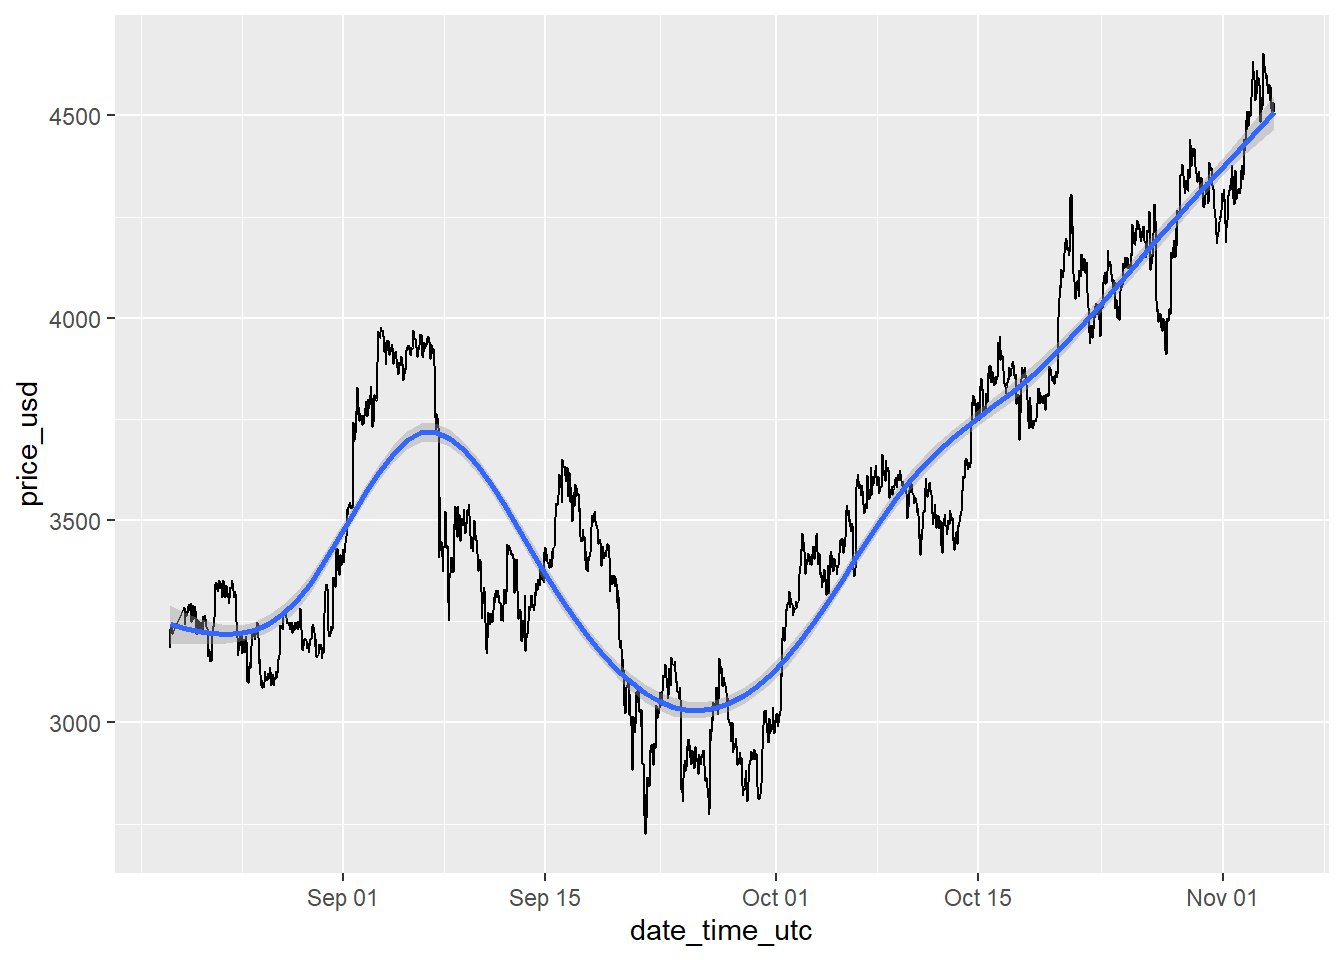 4500
4000
3500
3000
price_usd
Sep 01
Sep 15
Oct 01
Oct 15
Nov 01
date_time_utc